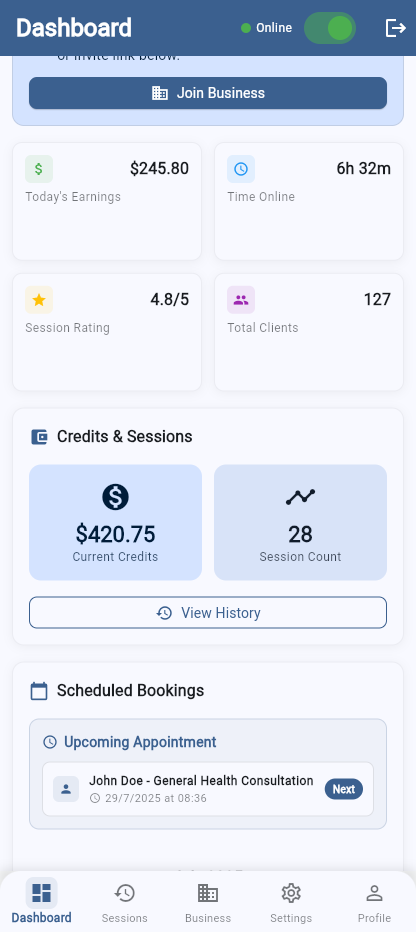 Dashboard
Online
or invite link below.
Join Business
$245.80
Today's Earnings
6h 32m
Time Online
4.8/5
Session Rating
127
Total Clients
Credits & Sessions
$420.75
Current Credits
28
Session Count
View History
Scheduled Bookings
Upcoming Appointment
John Doe - General Health Consultation
29/7/2025 at 08:36
Next
Dashboard
Sessions
Business
Settings
Profile